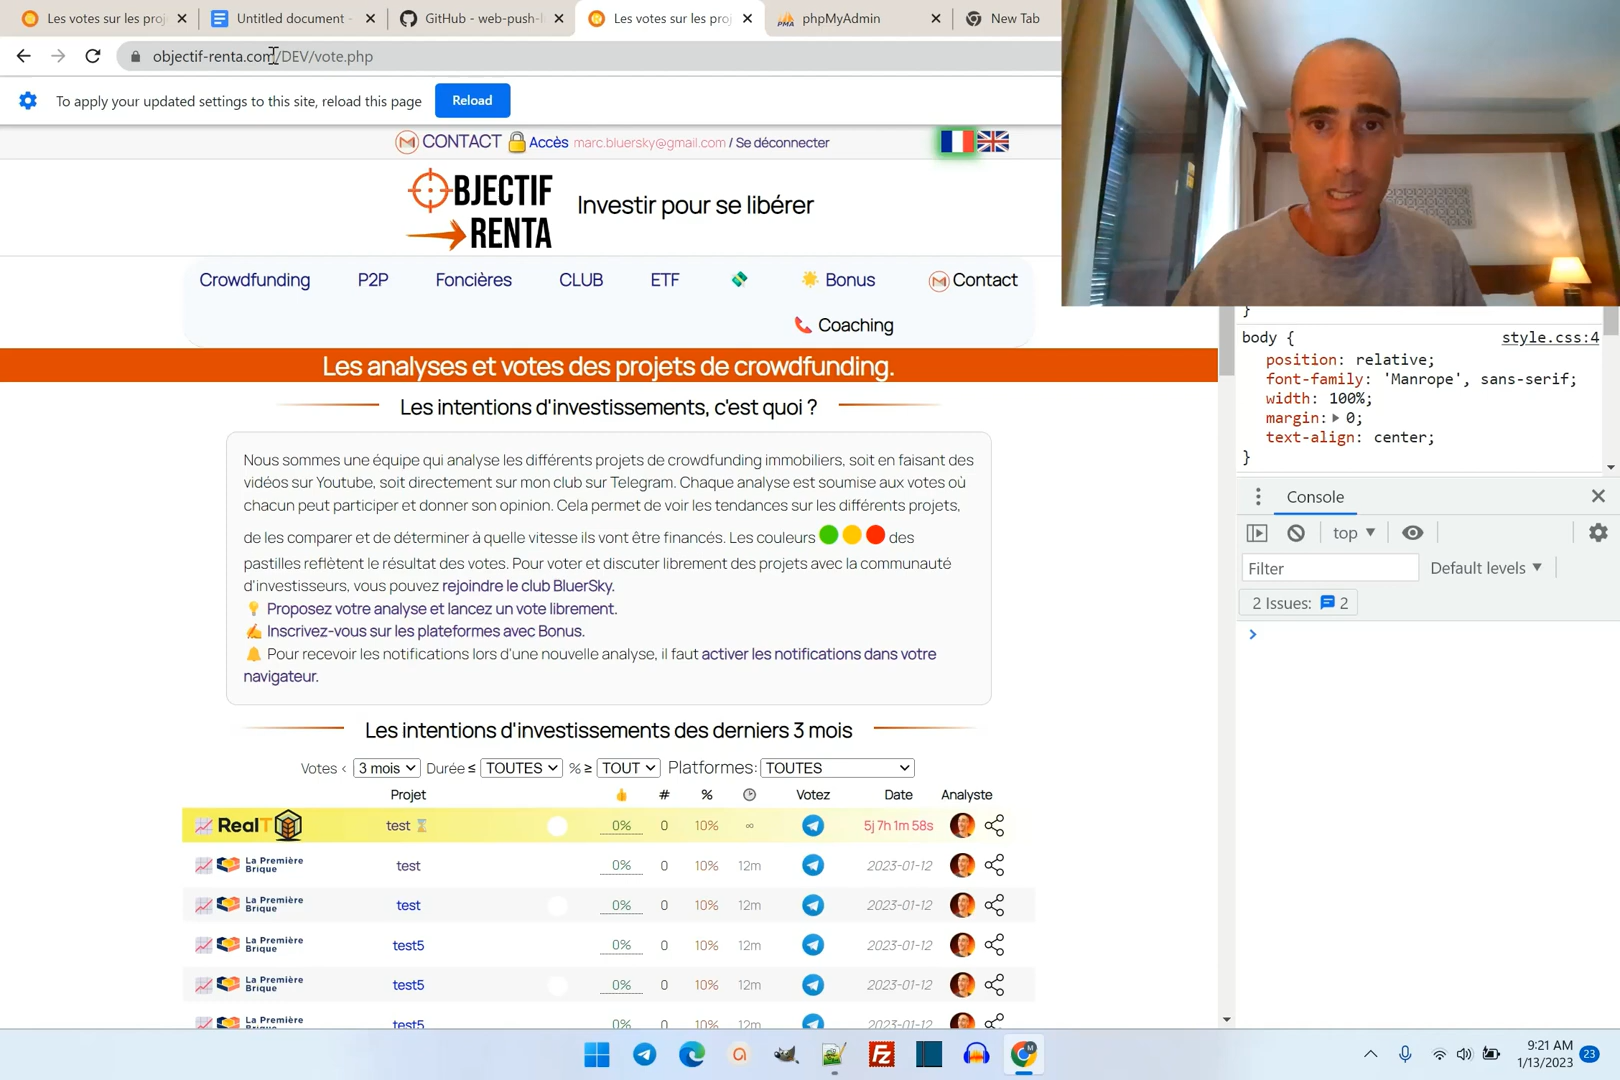 Les votes sur les proj
Untitled document -
GitHub - web-push-l
Les votes sur les proj
phpMyAdmin
New Tab
objectif-renta.com/DEV/vote.php
To apply your updated settings to this site, reload this page
Reload
CONTACT Accès marc.bluersky@gmail.com / Se déconnecter
OBJECTIF
RENTA
Investir pour se libérer
Crowdfunding P2P Foncières CLUB ETF Bonus Contact
Coaching
Les analyses et votes des projets de crowdfunding.
Les intentions d'investissements, c'est quoi ?
Nous sommes une équipe qui analyse les différents projets de crowdfunding immobiliers, soit en faisant des
vidéos sur Youtube, soit directement sur mon club sur Telegram. Chaque analyse est soumise aux votes où
chacun peut participer et donner son opinion. Cela permet de voir les tendances sur les différents projets,
de les comparer et de déterminer à quelle vitesse ils vont être financés. Les couleurs des
pastilles reflètent le résultat des votes. Pour voter et discuter librement des projets avec la communauté
d'investisseurs, vous pouvez rejoindre le club BluerSky.
Proposez votre analyse et lancez un vote librement.
Inscrivez-vous sur les plateformes avec Bonus.
Pour recevoir les notifications lors d'une nouvelle analyse, il faut activer les notifications dans votre
navigateur.
Les intentions d'investissements des derniers 3 mois
Votes < 3 mois Durée ≤ TOUTES % ≥ TOUT Platformes: TOUTES
Projet # % Votez Date Analyste
RealT test 0% 0 10% ∞ 5j 7h 1m 58s
La Première
Brique
test 0% 0 10% 12m 2023-01-12
La Première
Brique
test 0% 0 10% 12m 2023-01-12
La Première
Brique
test5 0% 0 10% 12m 2023-01-12
La Première
Brique
test5 0% 0 10% 12m 2023-01-12
La Première
Brique
test5 0% 0 10% 12m 2023-01-12
}
body { style.css:4
position: relative;
font-family: 'Manrope', sans-serif;
width: 100%;
margin: 0;
text-align: center;
}
Console
top
Filter
Default levels
2 Issues: 2
M
9:21 AM
1/13/2023
23